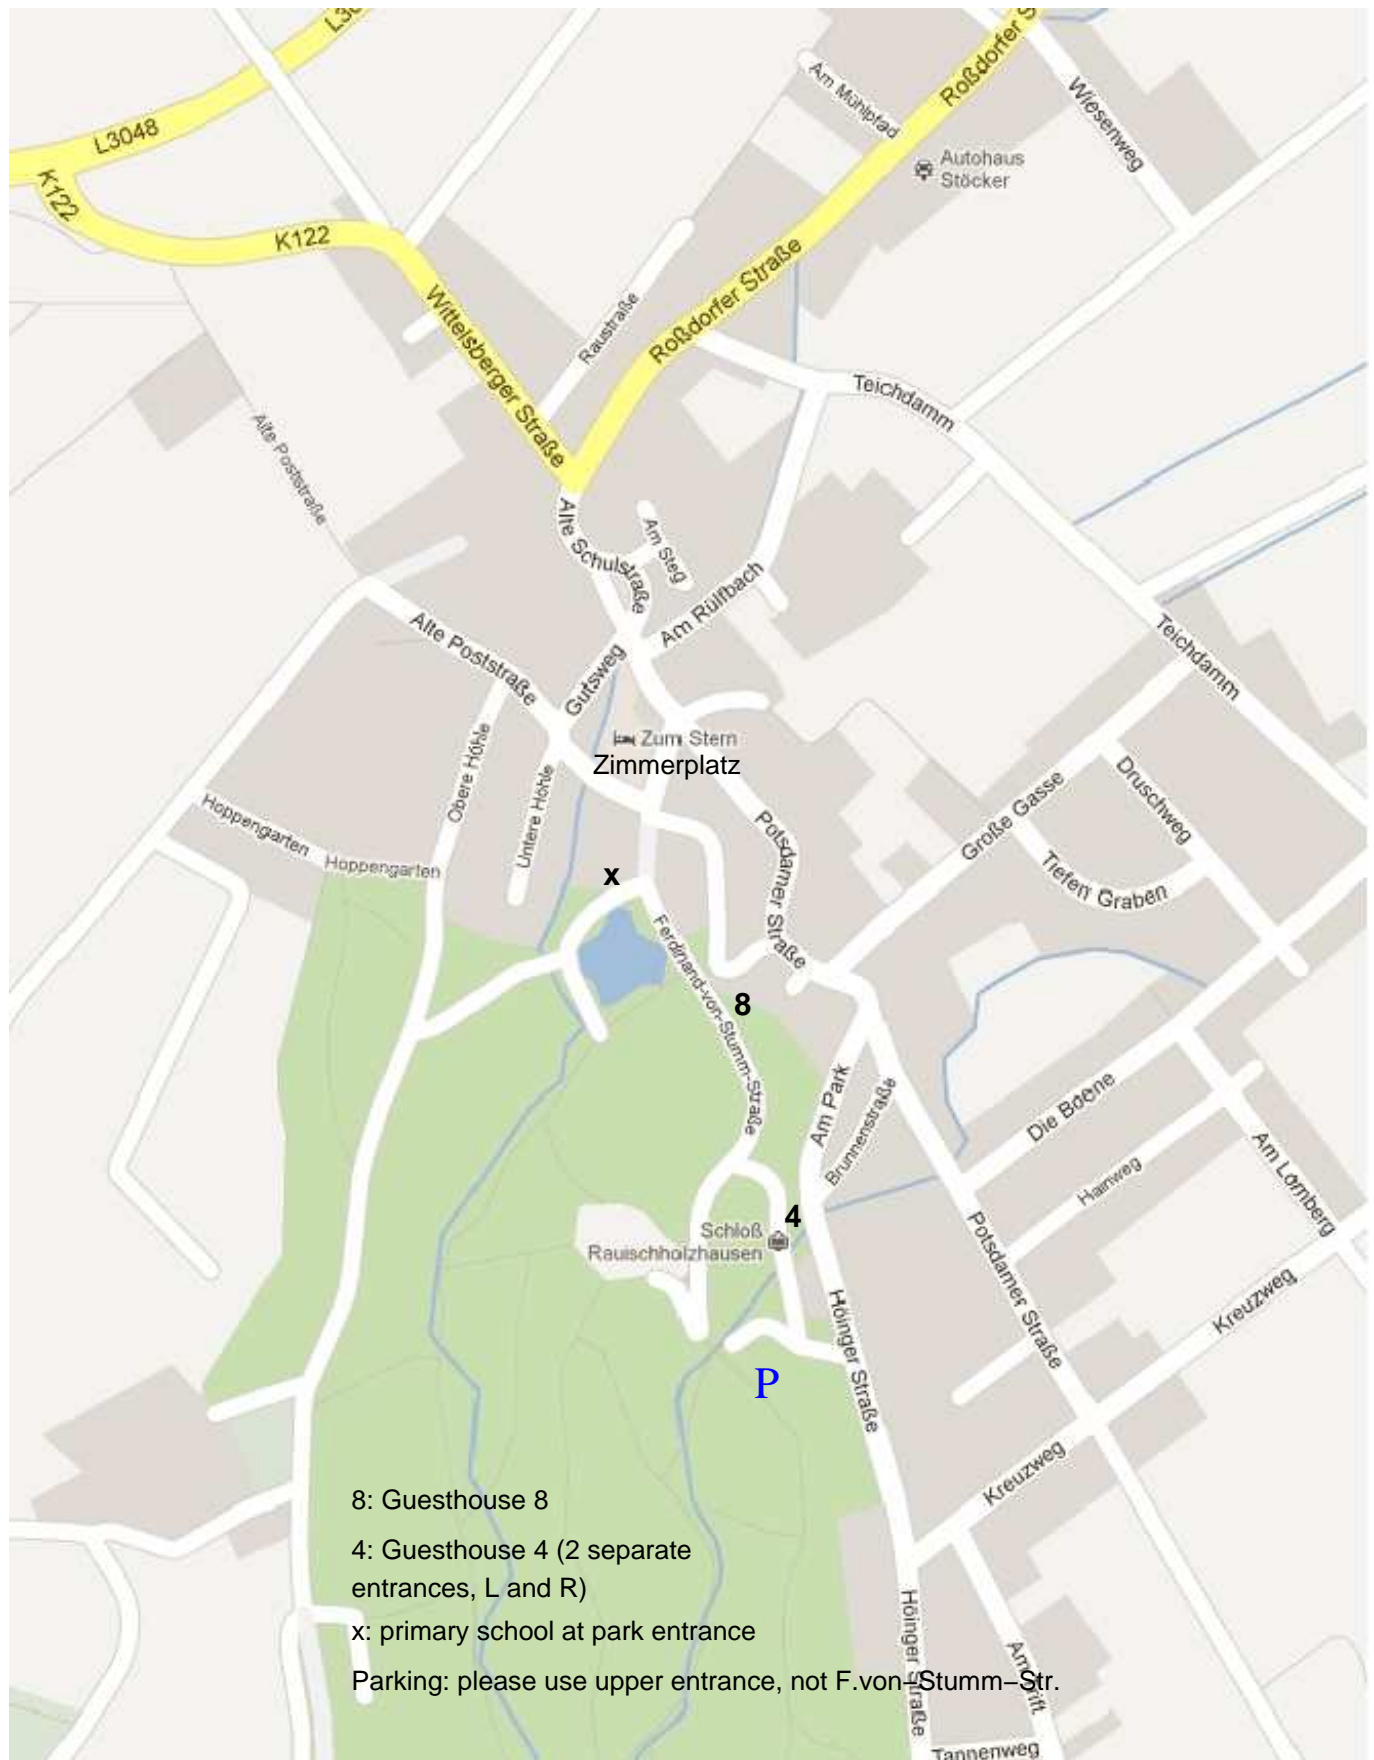 L3048
Roßdorfer S
Am Mühlpfad
Wiesenweg
L3048
Autohaus
Stöcker
K122
K122
Wittelsberger Straße
Raustraße
Roßdorfer Straße
Teichdamm
Alte Poststraße
Alte Schulstraße
Am Steg
Am Rülfbach
Alte Poststraße
Gutsweg
Teichdamm
Zum Stern
Zimmerplatz
Obere Höhle
Untere Höhle
Hoppengarten
Hoppengarten
Potsdamer Straße
Große Gasse
Druschweg
Tiefen Graben
x
Ferdinand-von-Stumm-Straße
8
Am Park
Brunnenstraße
Die Boene
Hainweg
Am Lomberg
4
Schloß
Rauischholzhausen
Potsdamer Straße
Kreuzweg
Höinger Straße
P
Kreuzweg
8: Guesthouse 8
4: Guesthouse 4 (2 separate
entrances, L and R)
x: primary school at park entrance
Parking: please use upper entrance, not F.von−Stumm−Str.
Höinger Straße
Tannenweg